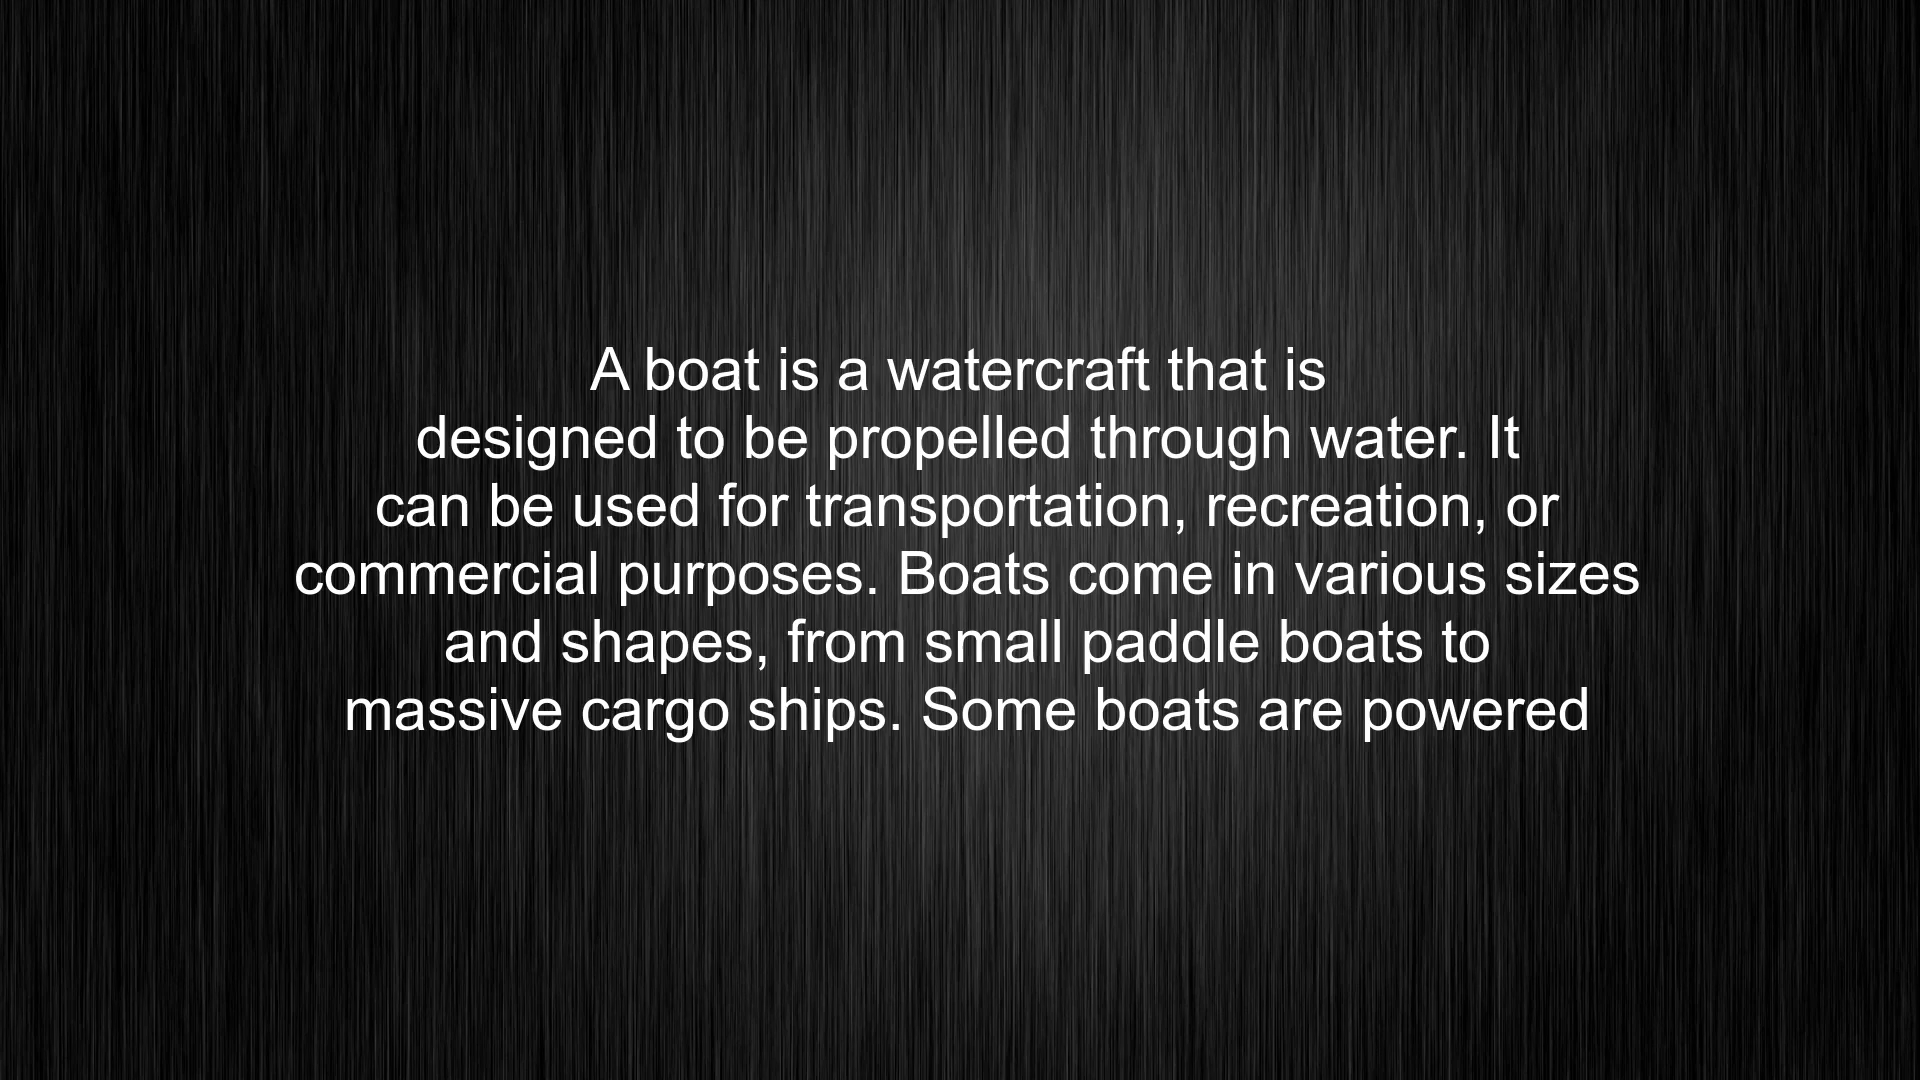 A boat is a watercraft that is
designed to be propelled through water. It
can be used for transportation, recreation, or
commercial purposes. Boats come in various sizes
and shapes, from small paddle boats to
massive cargo ships. Some boats are powered